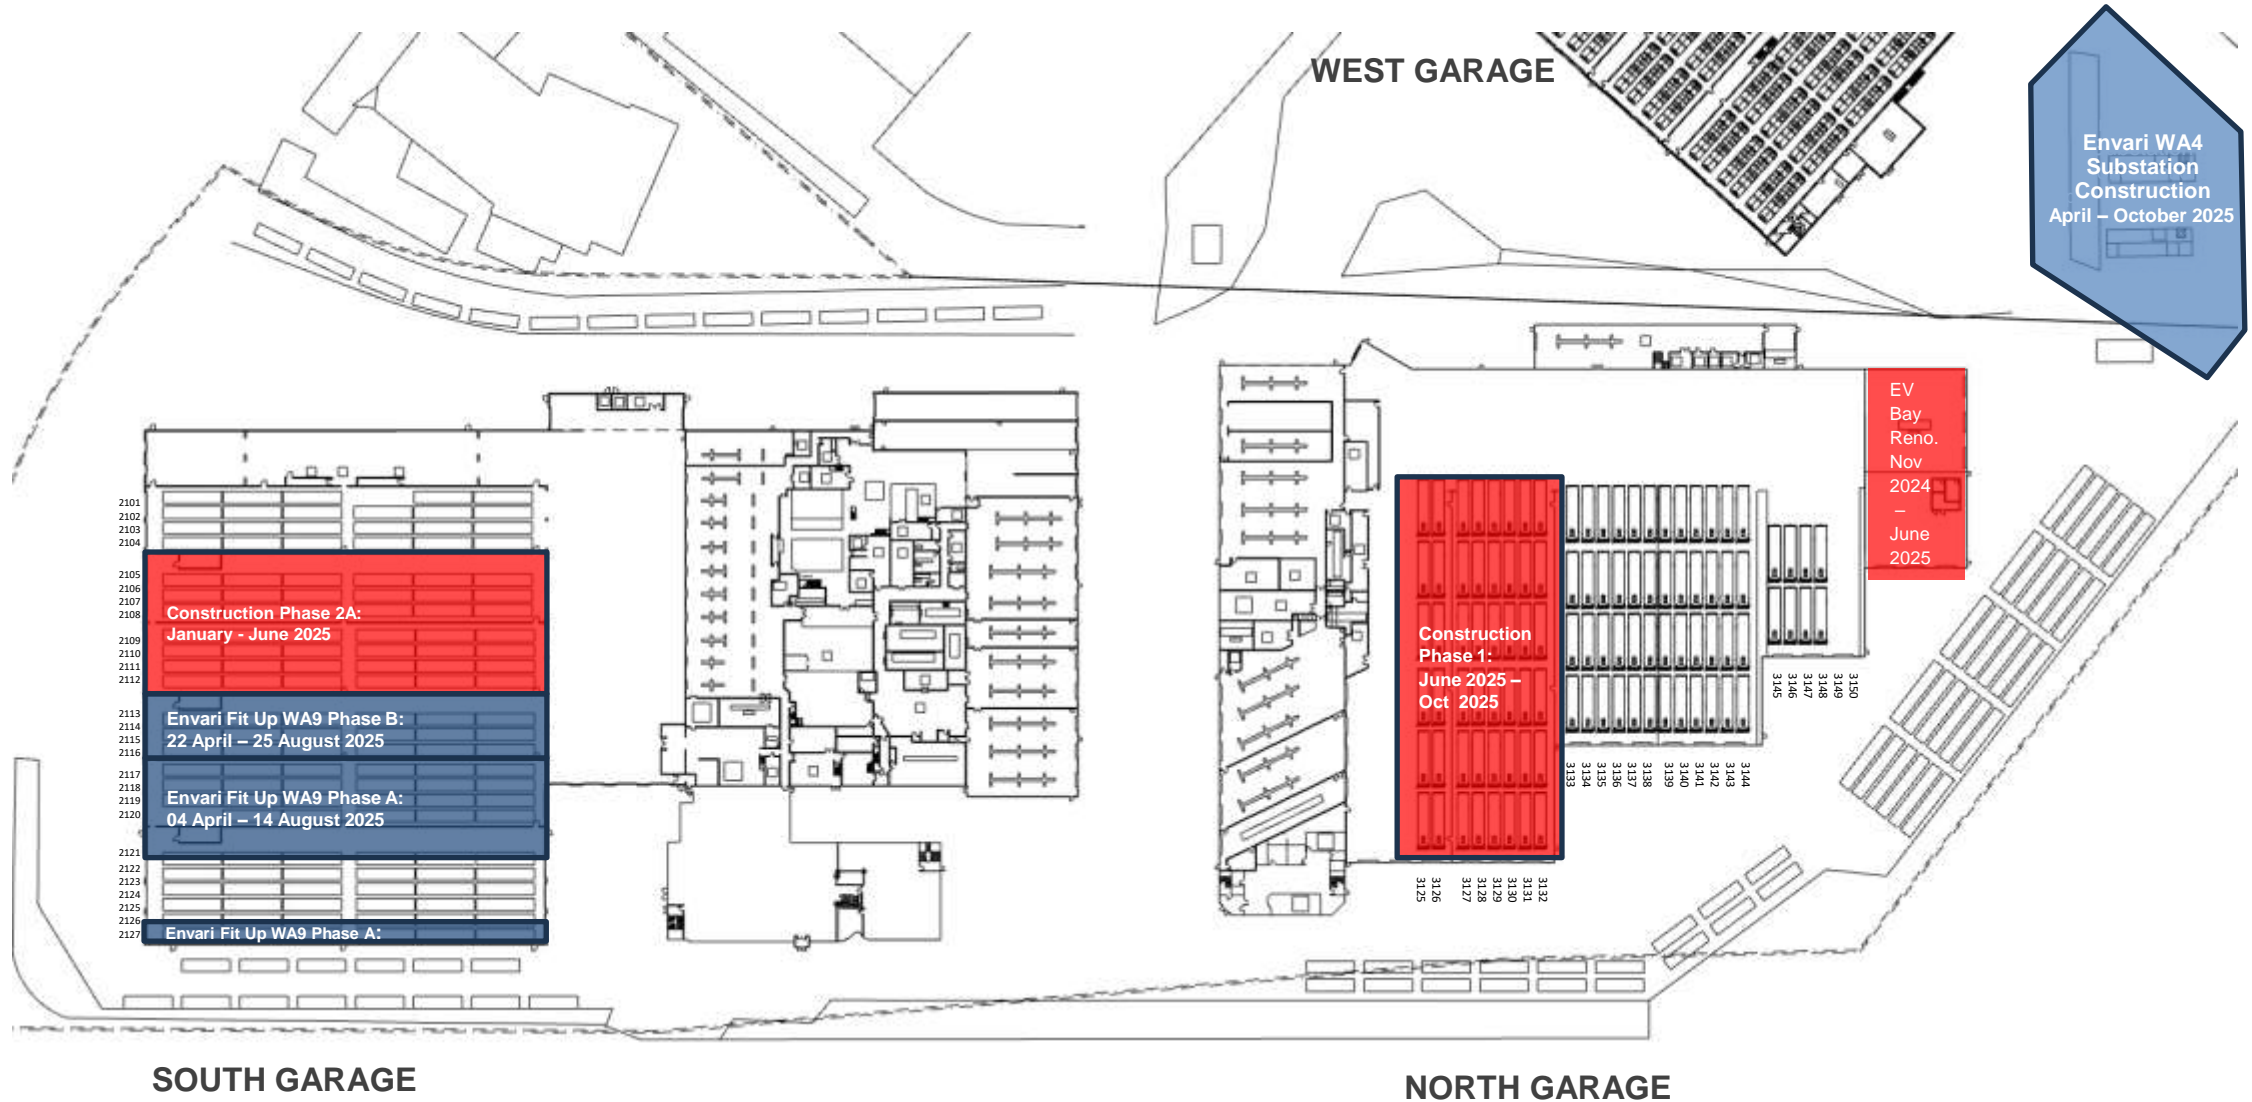 WEST GARAGE
Envari WA4
Substation
Construction
April – October 2025
EV
Bay
Reno.
Nov
2024
–
June
2025
2101
2102
2103
2104
2105
2106
2107
2108
2109
2110
2111
2112
2113
2114
2115
2116
2117
2118
2119
2120
2121
2122
2123
2124
2125
2126
2127
Construction Phase 2A:
January - June 2025
Envari Fit Up WA9 Phase B:
22 April – 25 August 2025
Envari Fit Up WA9 Phase A:
04 April – 14 August 2025
Envari Fit Up WA9 Phase A:
Construction
Phase 1:
June 2025 –
Oct 2025
3125
3126
3127
3128
3129
3130
3131
3132
3133
3134
3135
3136
3137
3138
3139
3140
3141
3142
3143
3144
3145
3146
3147
3148
3149
3150
SOUTH GARAGE
NORTH GARAGE